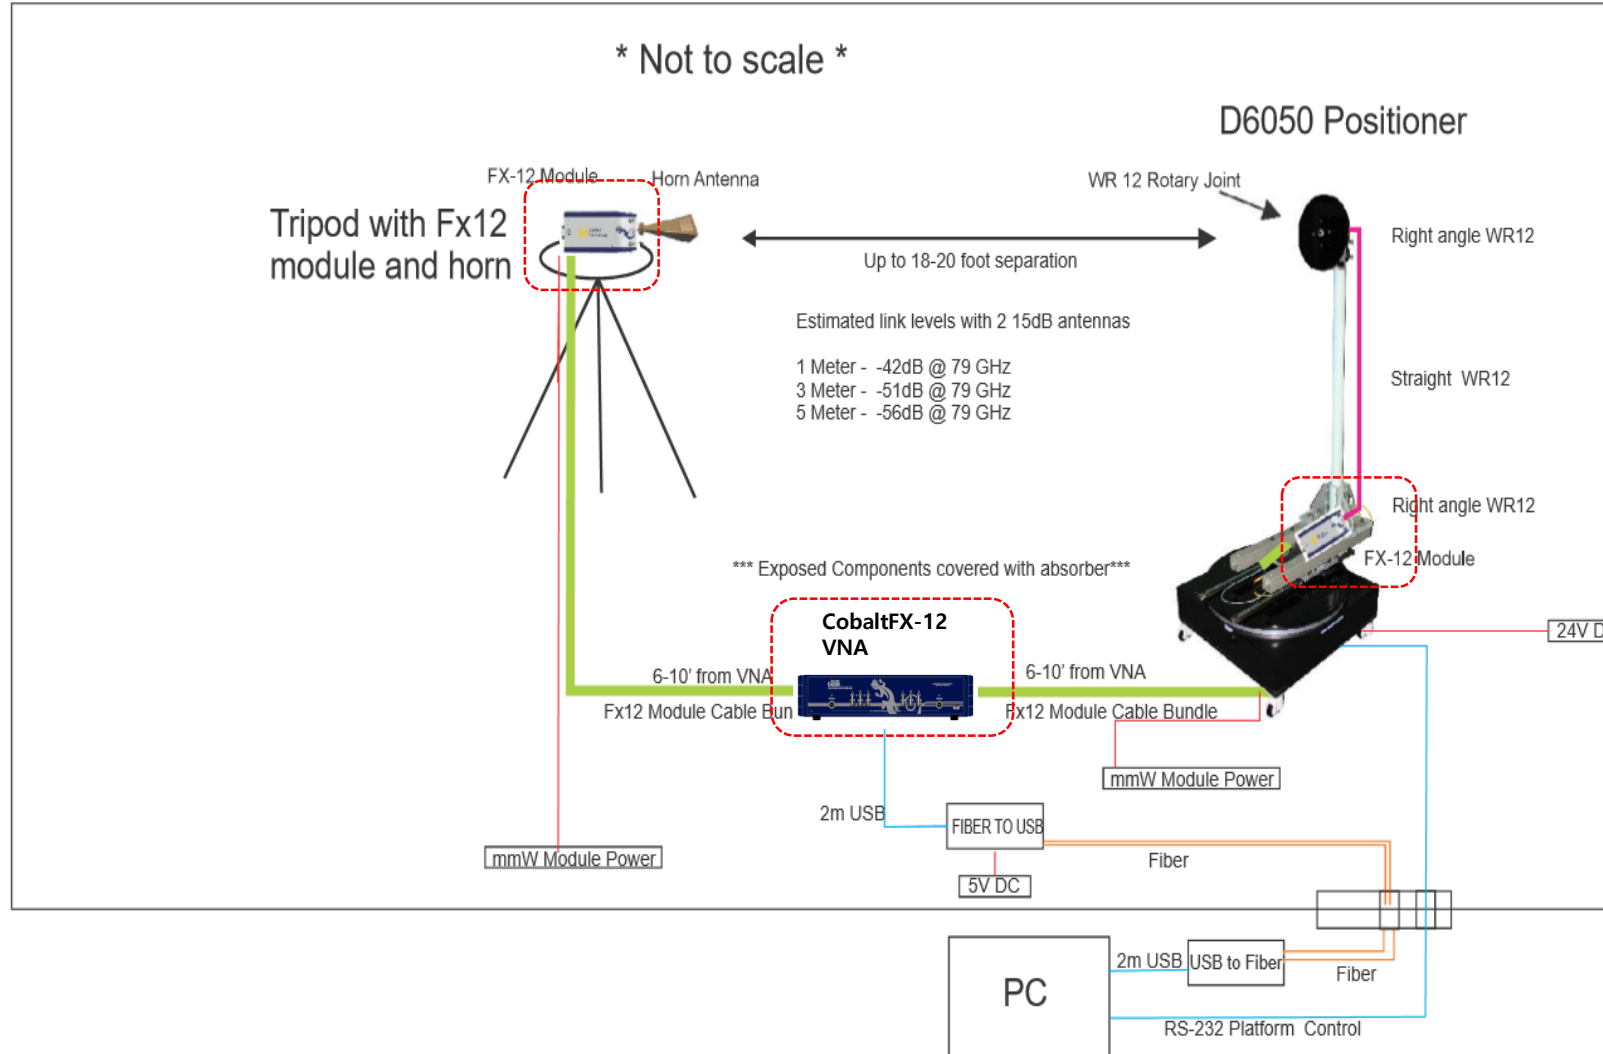 * Not to scale *
D6050 Positioner
FX-12 Module
Horn Antenna
WR 12 Rotary Joint
Tripod with Fx12
module and horn
Right angle WR12
Up to 18-20 foot separation
Estimated link levels with 2 15dB antennas
1 Meter - -42dB @ 79 GHz
3 Meter - -51dB @ 79 GHz
5 Meter - -56dB @ 79 GHz
Straight WR12
Right angle WR12
FX-12 Module
*** Exposed Components covered with absorber***
CobaltFX-12
VNA
24V D
6-10' from VNA
6-10' from VNA
Fx12 Module Cable Bun
Fx12 Module Cable Bundle
mmW Module Power
2m USB
FIBER TO USB
mmW Module Power
Fiber
5V DC
PC
2m USB
USB to Fiber
Fiber
RS-232 Platform Control